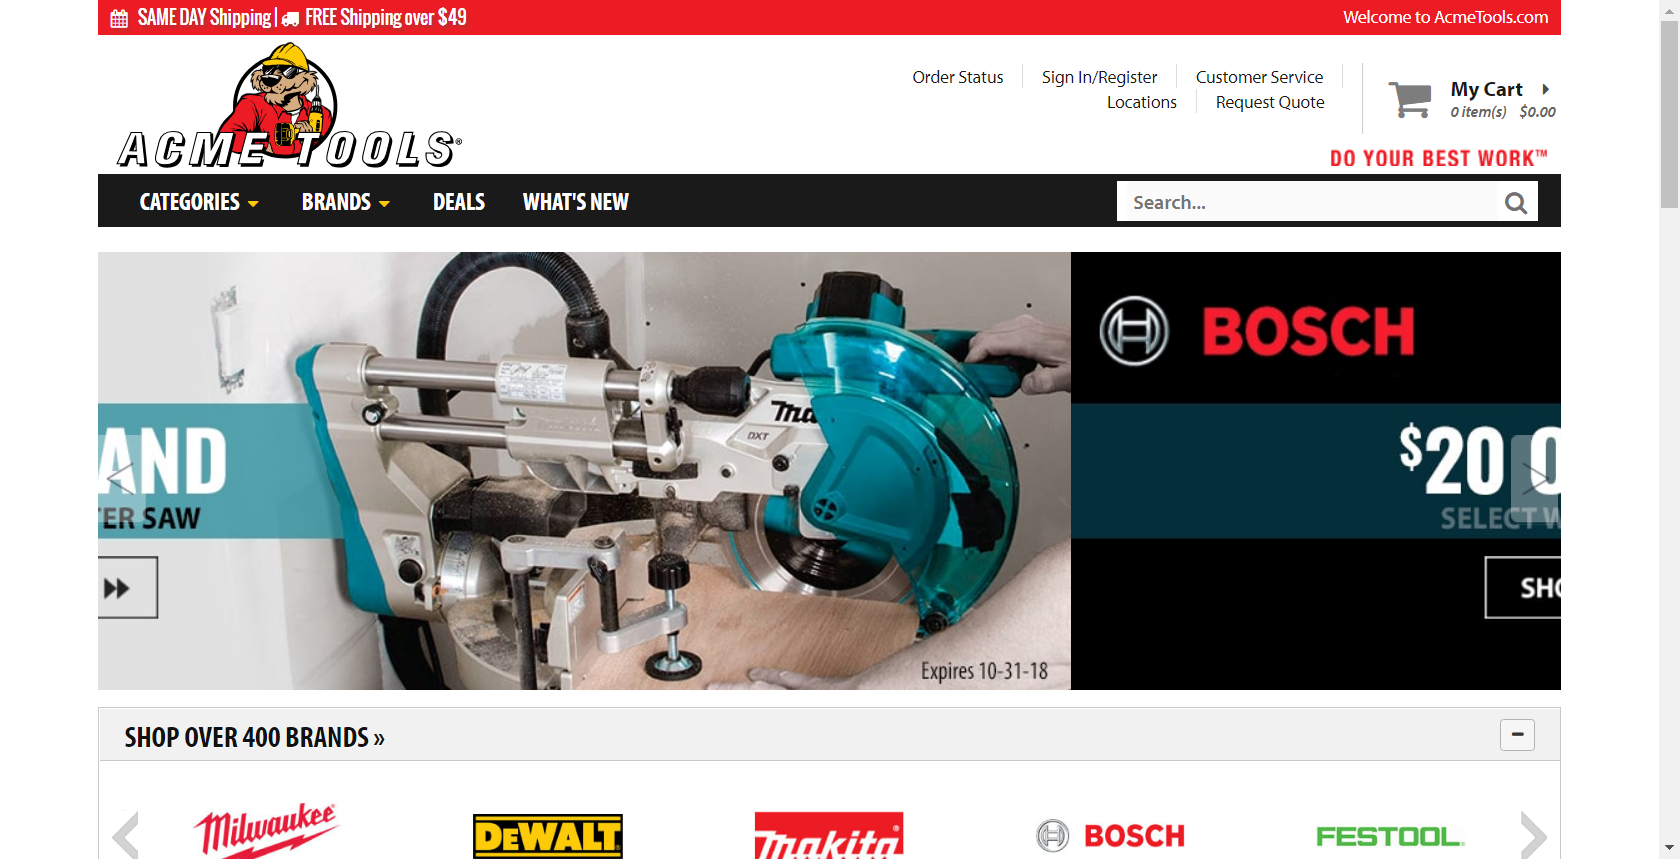 SAME DAY Shipping | FREE Shipping over $49
Welcome to AcmeTools.com
ACME TOOLS®
Order Status
Sign In/Register
Customer Service
Locations
Request Quote
My Cart
0 item(s) $0.00
DO YOUR BEST WORK™
CATEGORIES
BRANDS
DEALS
WHAT'S NEW
Search...
AND
ER SAW
DXT
Expires 10-31-18
BOSCH
$20 O
SELECT W
SHO
SHOP OVER 400 BRANDS »
Milwaukee®
DEWALT
makita®
BOSCH
FESTOOL